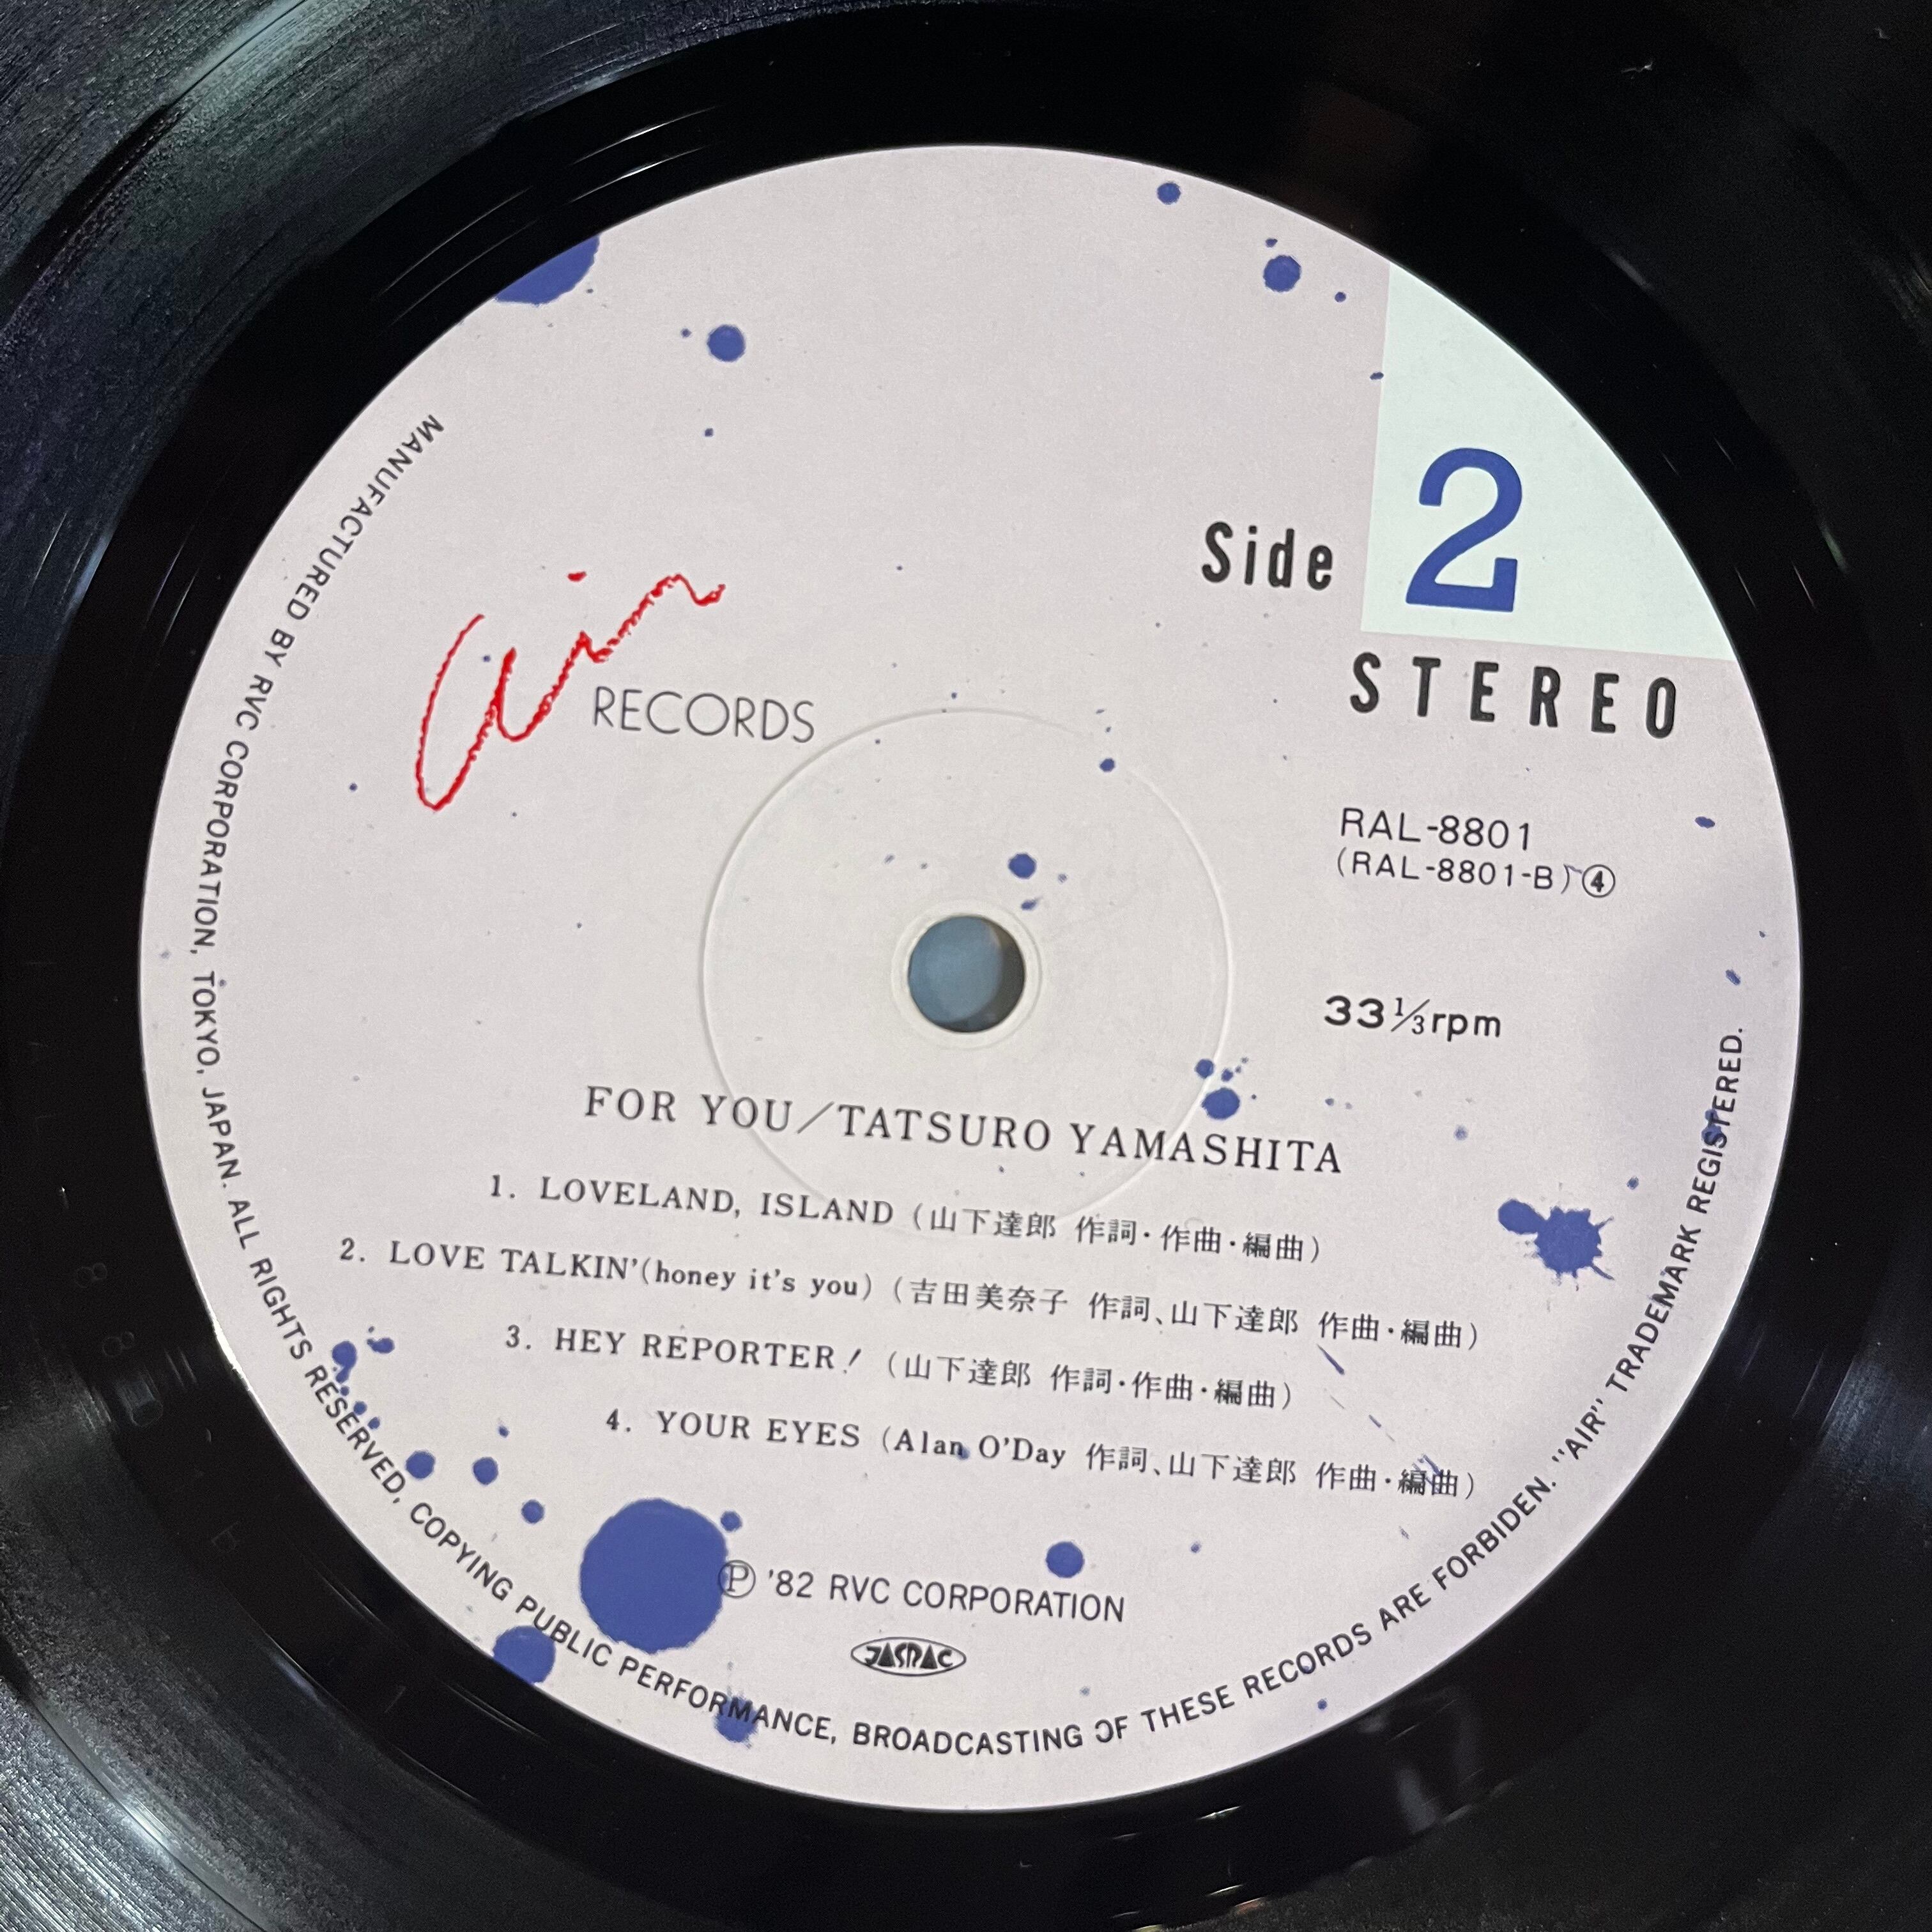 Side 2
STEREO
air
RECORDS
RAL-8801
(RAL-8801-B) ④
33⅓rpm
FOR YOU／TATSURO YAMASHITA
1. LOVELAND, ISLAND (山下達郎 作詞・作曲・編曲)
2. LOVE TALKIN'(honey it's you) (吉田美奈子 作詞、山下達郎 作曲・編曲)
3. HEY REPORTER! (山下達郎 作詞・作曲・編曲)
4. YOUR EYES (Alan O'Day 作詞、山下達郎 作曲・編曲)
Ⓟ '82 RVC CORPORATION
JASRAC
MANUFACTURED BY RVC CORPORATION, TOKYO, JAPAN. ALL RIGHTS RESERVED, COPYING PUBLIC PERFORMANCE, BROADCASTING OF THESE RECORDS ARE FORBIDEN. "AIR" TRADEMARK REGISTERED.